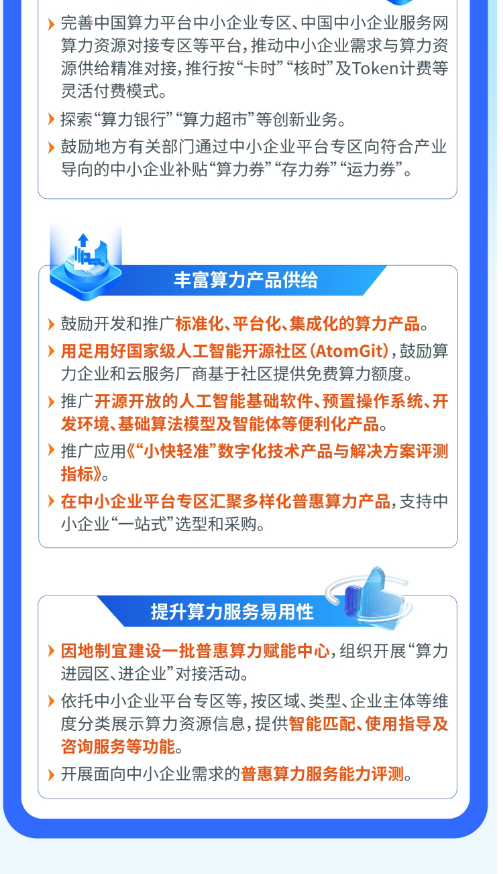 完善中国算力平台中小企业专区、中国中小企业服务网
算力资源对接专区等平台，推动中小企业需求与算力资
源供给精准对接，推行按“卡时”“核时”及Token计费等
灵活付费模式。
探索“算力银行”“算力超市”等创新业务。
鼓励地方有关部门通过中小企业平台专区向符合产业
导向的中小企业补贴“算力券”“存力券”“运力券”。
丰富算力产品供给
鼓励开发和推广标准化、平台化、集成化的算力产品。
用足用好国家级人工智能开源社区（AtomGit），鼓励算
力企业和云服务厂商基于社区提供免费算力额度。
推广开源开放的人工智能基础软件、预置操作系统、开
发环境、基础算法模型及智能体等便利化产品。
推广应用《“小快轻准”数字化技术产品与解决方案评测
指标》。
在中小企业平台专区汇聚多样化普惠算力产品，支持中
小企业“一站式”选型和采购。
提升算力服务易用性
因地制宜建设一批普惠算力赋能中心，组织开展“算力
进园区、进企业”对接活动。
依托中小企业平台专区等，按区域、类型、企业主体等维
度分类展示算力资源信息，提供智能匹配、使用指导及
咨询服务等功能。
开展面向中小企业需求的普惠算力服务能力评测。